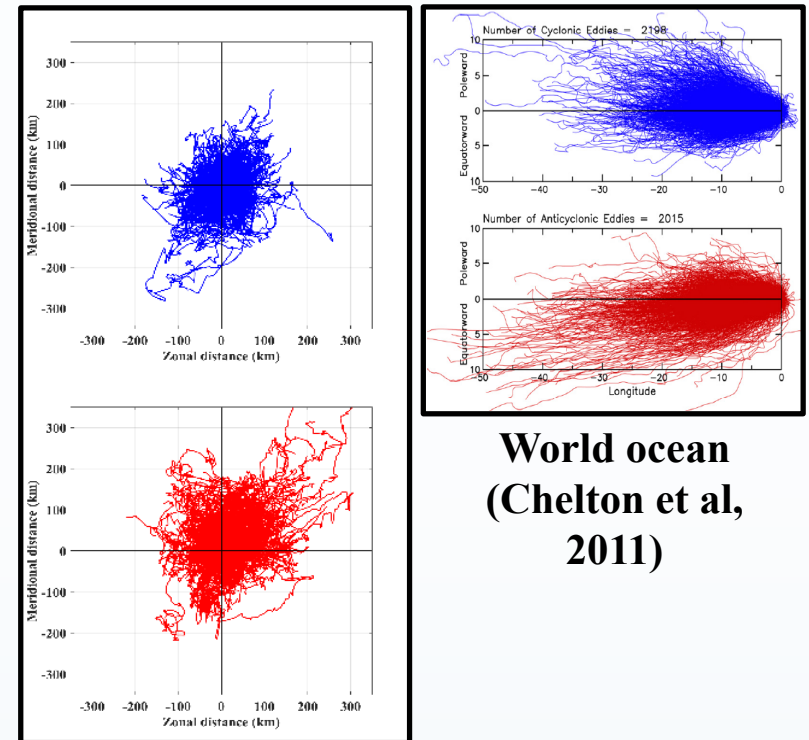 300
200
100
0
-100
-200
-300
Meridional distance (km)
-300 -200 -100 0 100 200 300
Zonal distance (km)
300
200
100
0
-100
-200
-300
Meridional distance (km)
-300 -200 -100 0 100 200 300
Zonal distance (km)
Number of Cyclonic Eddies = 2198
10
5
0
5
10
Poleward
Equatorward
-50 -40 -30 -20 -10 0
Number of Anticyclonic Eddies = 2015
10
5
0
5
10
Poleward
Equatorward
-50 -40 -30 -20 -10 0
Longitude
World ocean
(Chelton et al,
2011)